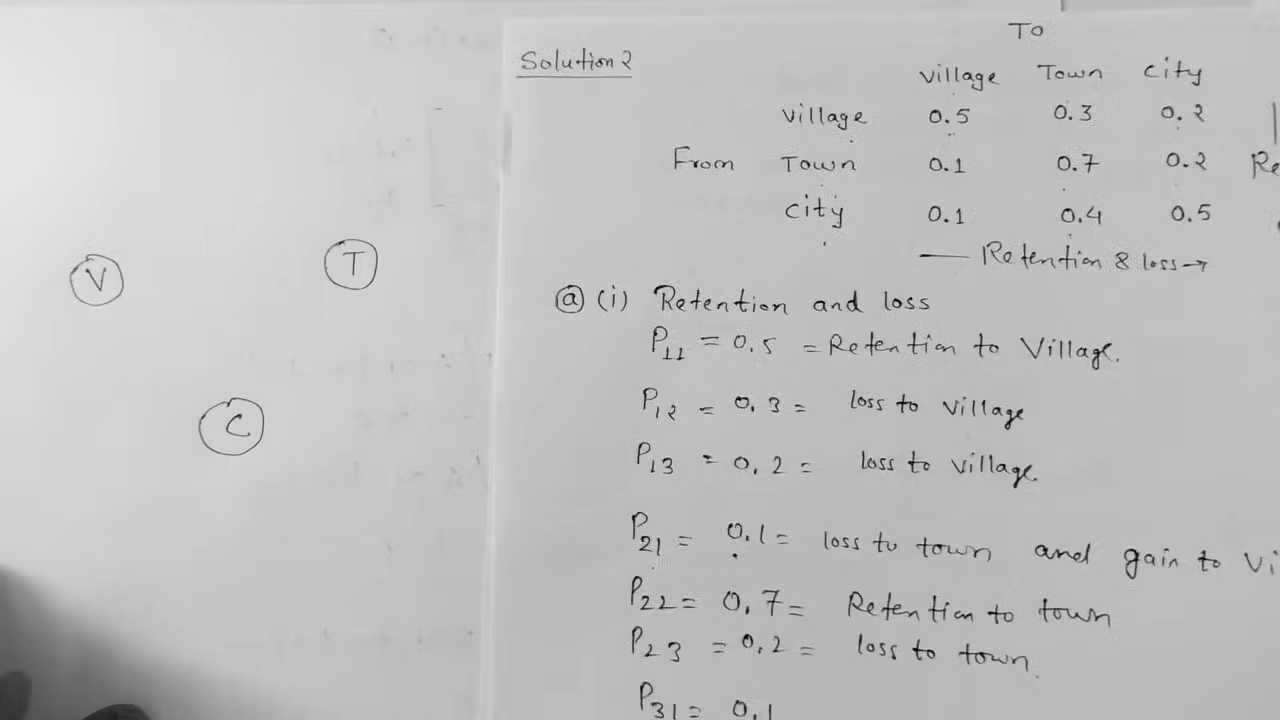 V
T
C
Solution 2
To
Village Town City
Village 0.5 0.3 0.2
From Town 0.1 0.7 0.2 Re
City 0.1 0.4 0.5
— Retention & loss →
ⓐ (i) Retention and loss
P11 = 0.5 = Retention to Village.
P12 = 0.3 = loss to village
P13 = 0.2 = loss to village
P21 = 0.1 = loss to town and gain to Vi
P22 = 0.7 = Retention to town
P23 = 0.2 = loss to town.
P31 = 0.1